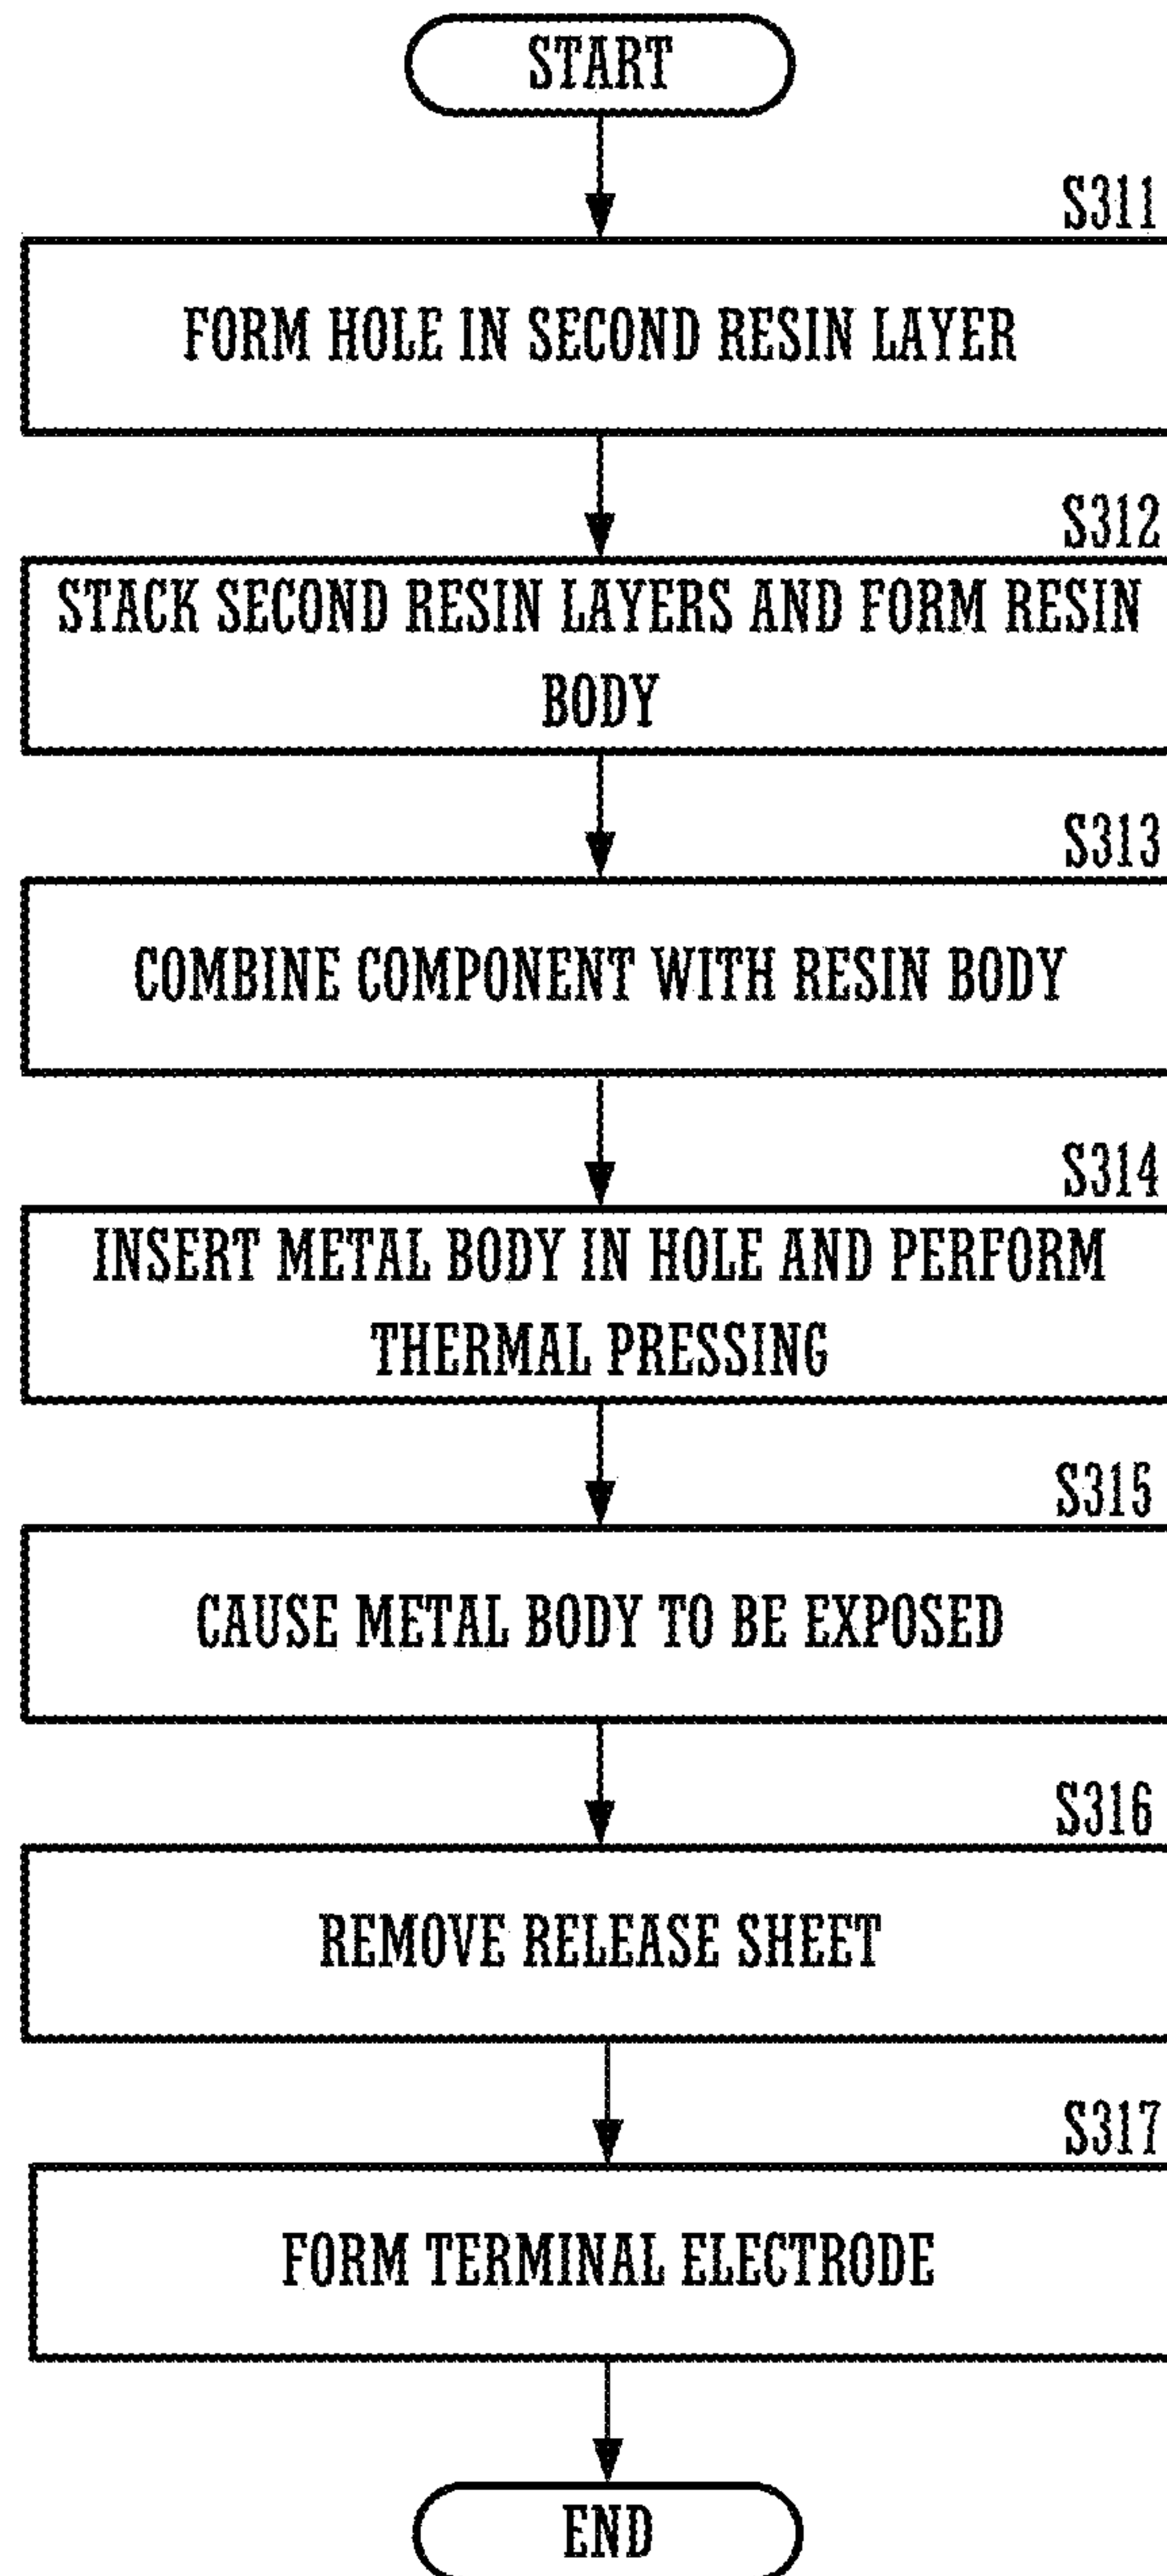 START
S311
FORM HOLE IN SECOND RESIN LAYER
S312
STACK SECOND RESIN LAYERS AND FORM RESIN
BODY
S313
COMBINE COMPONENT WITH RESIN BODY
S314
INSERT METAL BODY IN HOLE AND PERFORM
THERMAL PRESSING
S315
CAUSE METAL BODY TO BE EXPOSED
S316
REMOVE RELEASE SHEET
S317
FORM TERMINAL ELECTRODE
END